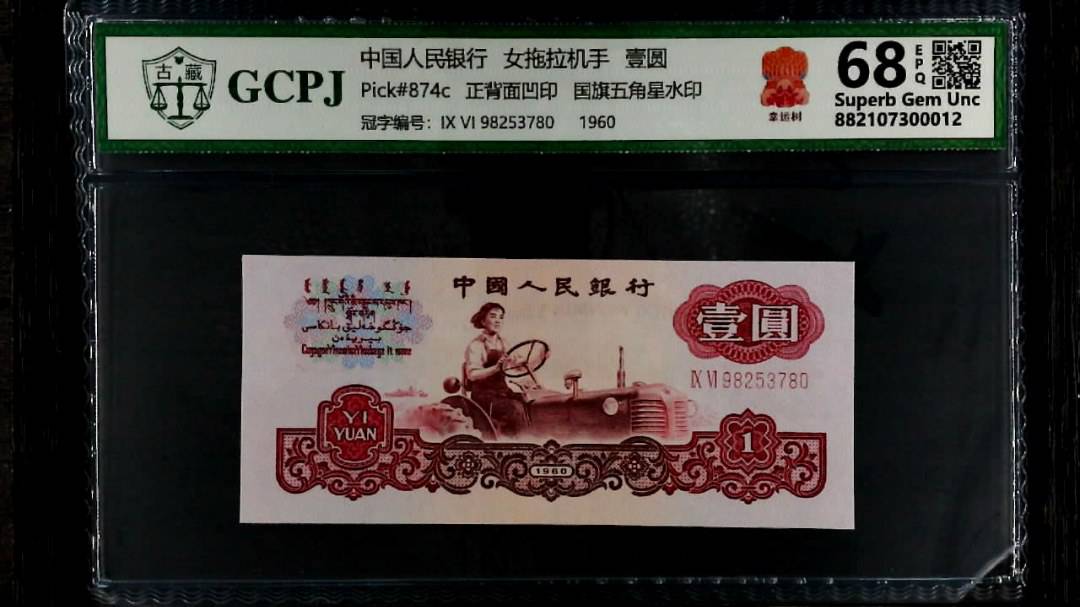 古藏
GCPJ
中国人民银行 女拖拉机手 壹圆
Pick#874c 正背面凹印 国旗五角星水印
冠字编号: IX VI 98253780 1960
幸运树
68
EPQ
Superb Gem Unc
882107300012
中國人民銀行
壹圓
IX VI 98253780
YI
YUAN
1960
1